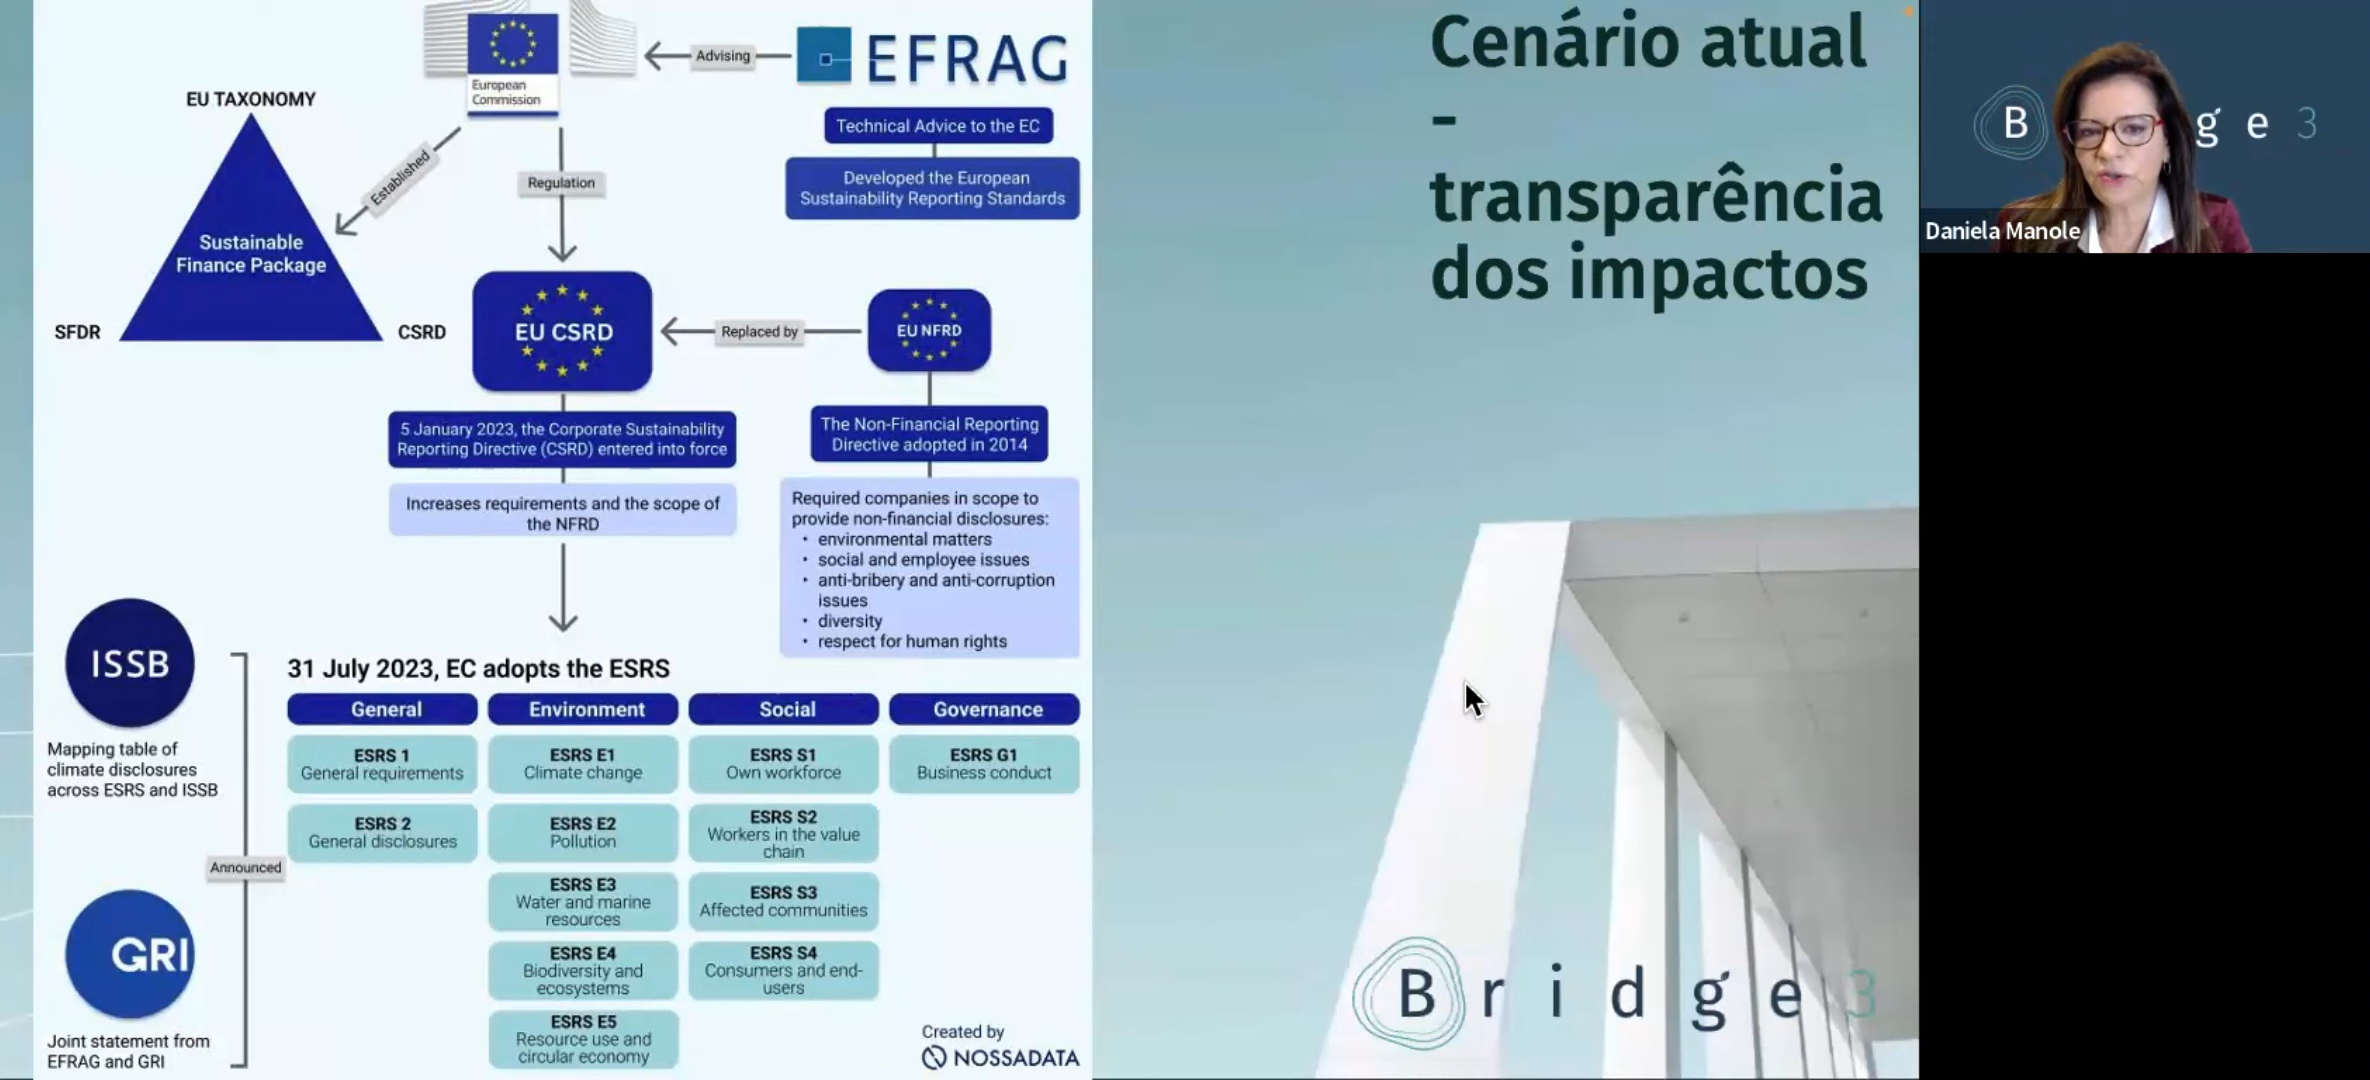 European
Commission
Advising
EFRAG
EU TAXONOMY
Established
Regulation
Technical Advice to the EC
Developed the European
Sustainability Reporting Standards
Sustainable
Finance Package
SFDR
CSRD
EU CSRD
Replaced by
EU NFRD
5 January 2023, the Corporate Sustainability
Reporting Directive (CSRD) entered into force
The Non-Financial Reporting
Directive adopted in 2014
Increases requirements and the scope of
the NFRD
Required companies in scope to
provide non-financial disclosures:
• environmental matters
• social and employee issues
• anti-bribery and anti-corruption
issues
• diversity
• respect for human rights
ISSB
Mapping table of
climate disclosures
across ESRS and ISSB
Announced
GRI
Joint statement from
EFRAG and GRI
31 July 2023, EC adopts the ESRS
General
ESRS 1
General requirements
ESRS 2
General disclosures
Environment
ESRS E1
Climate change
ESRS E2
Pollution
ESRS E3
Water and marine
resources
ESRS E4
Biodiversity and
ecosystems
ESRS E5
Resource use and
circular economy
Social
ESRS S1
Own workforce
ESRS S2
Workers in the value
chain
ESRS S3
Affected communities
ESRS S4
Consumers and end-
users
Governance
ESRS G1
Business conduct
Created by
NOSSADATA
Cenário atual
-
transparência
dos impactos
Bridge3
B g e 3
Daniela Manole